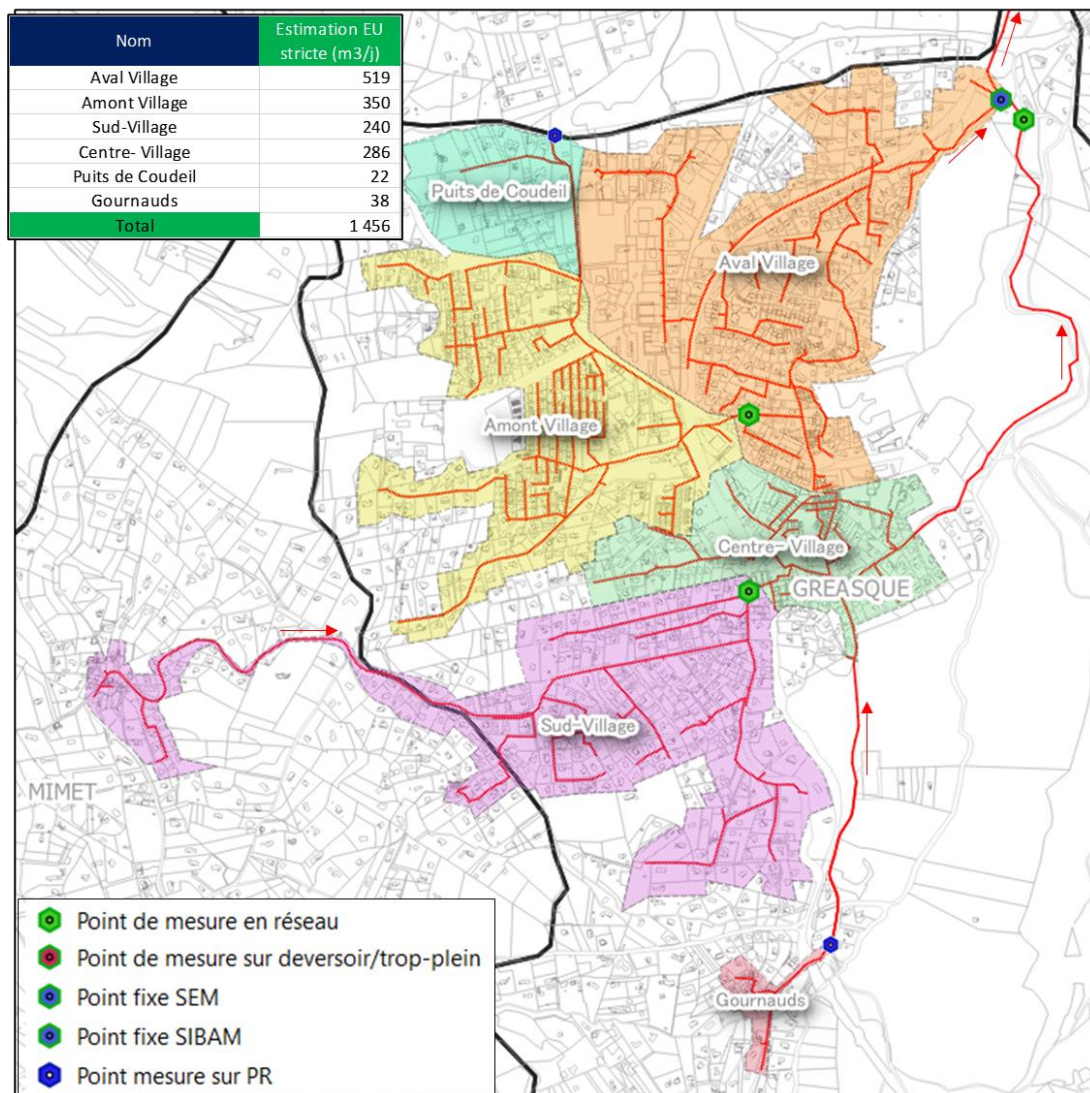 Nom Estimation EU stricte (m3/j)
Aval Village 519
Amont Village 350
Sud-Village 240
Centre- Village 286
Puits de Coudeil 22
Gournauds 38
Total 1 456
Puits de Coudeil
Aval Village
Amont Village
Centre- Village
GREASQUE
Sud-Village
MIMET
Gournauds
Point de mesure en réseau
Point de mesure sur deversoir/trop-plein
Point fixe SEM
Point fixe SIBAM
Point mesure sur PR